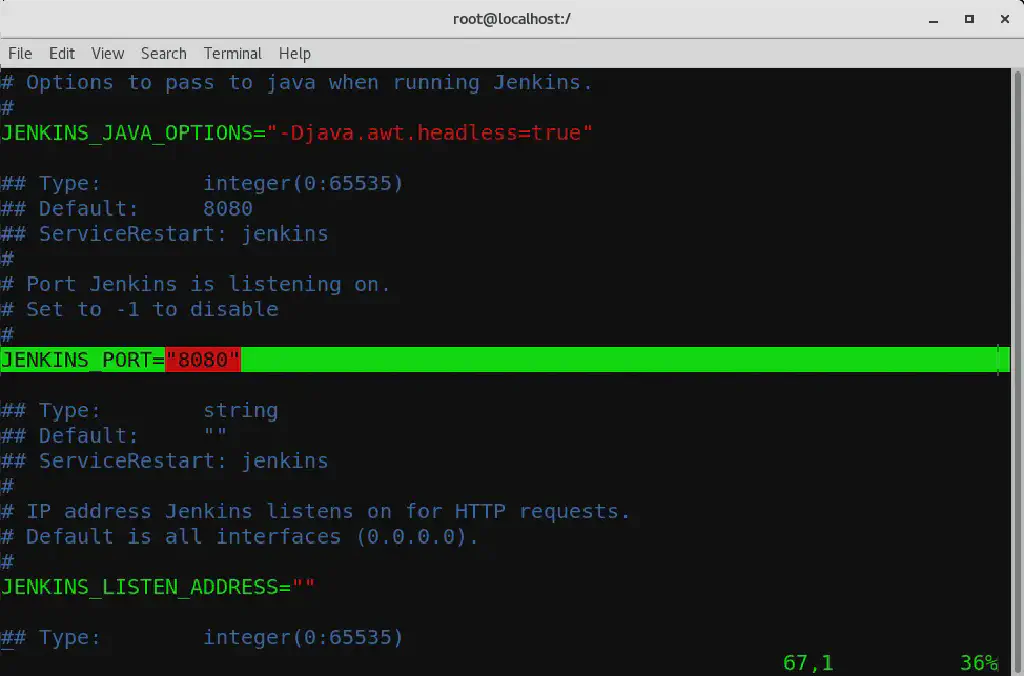 root@localhost:/
File Edit View Search Terminal Help
# Options to pass to java when running Jenkins.
#
JENKINS_JAVA_OPTIONS="-Djava.awt.headless=true"
## Type:        integer(0:65535)
## Default:     8080
## ServiceRestart: jenkins
#
# Port Jenkins is listening on.
# Set to -1 to disable
#
JENKINS_PORT="8080"
## Type:        string
## Default:     ""
## ServiceRestart: jenkins
#
# IP address Jenkins listens on for HTTP requests.
# Default is all interfaces (0.0.0.0).
#
JENKINS_LISTEN_ADDRESS=""
## Type:        integer(0:65535)
67,1 36%